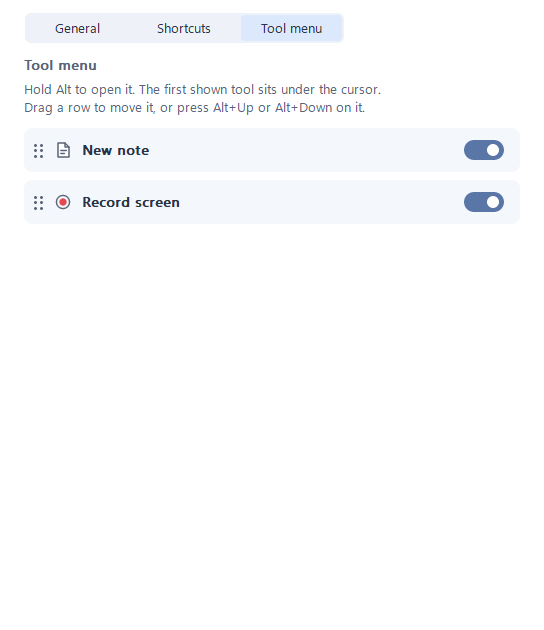 General
Shortcuts
Tool menu
Tool menu
Hold Alt to open it. The first shown tool sits under the cursor.
Drag a row to move it, or press Alt+Up or Alt+Down on it.
New note
Record screen